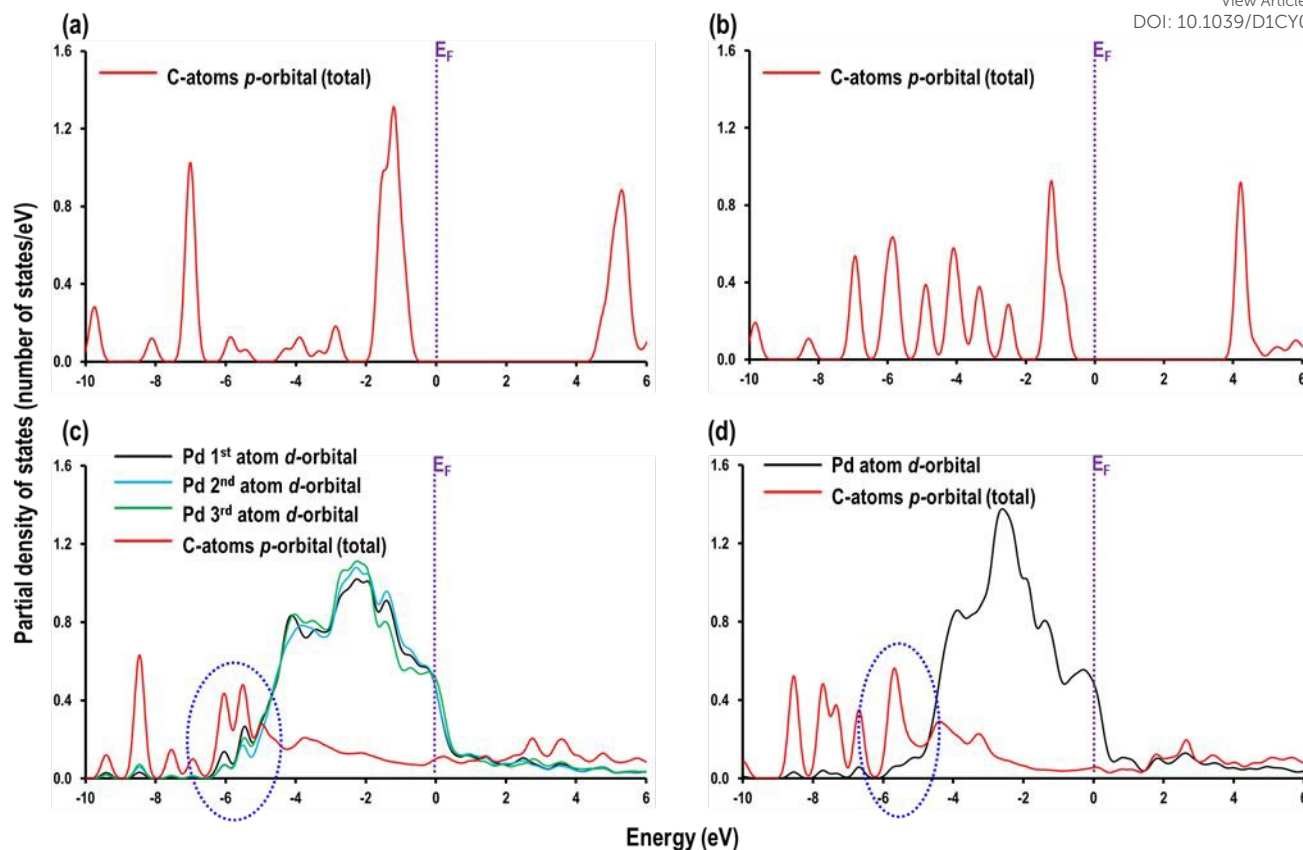 View Article
DOI: 10.1039/D1CY0
(a)
E_F
C-atoms p-orbital (total)
1.6
1.2
0.8
0.4
0.0
-10 -8 -6 -4 -2 0 2 4 6
(b)
E_F
C-atoms p-orbital (total)
1.6
1.2
0.8
0.4
0.0
-10 -8 -6 -4 -2 0 2 4 6
Partial density of states (number of states/eV)
(c)
E_F
Pd 1st atom d-orbital
Pd 2nd atom d-orbital
Pd 3rd atom d-orbital
C-atoms p-orbital (total)
1.6
1.2
0.8
0.4
0.0
-10 -8 -6 -4 -2 0 2 4 6
(d)
E_F
Pd atom d-orbital
C-atoms p-orbital (total)
1.6
1.2
0.8
0.4
0.0
-10 -8 -6 -4 -2 0 2 4 6
Energy (eV)